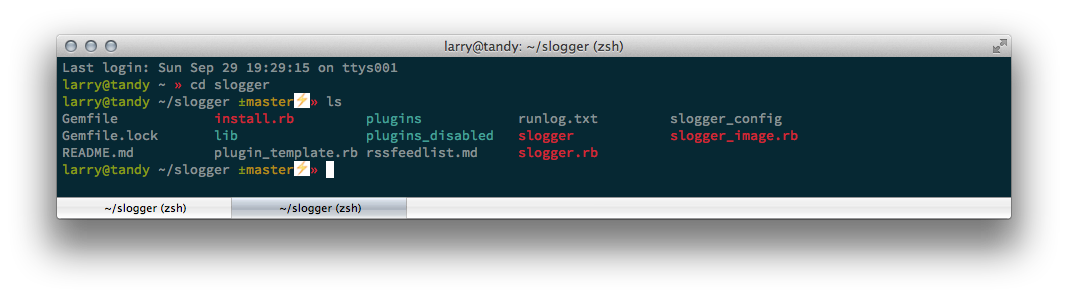 larry@tandy: ~/slogger (zsh)
Last login: Sun Sep 29 19:29:15 on ttys001
larry@tandy ~ » cd slogger
larry@tandy ~/slogger ±master⚡» ls
Gemfile install.rb plugins runlog.txt slogger_config
Gemfile.lock lib plugins_disabled slogger slogger_image.rb
README.md plugin_template.rb rssfeedlist.md slogger.rb
larry@tandy ~/slogger ±master⚡»
~/slogger (zsh) ~/slogger (zsh)